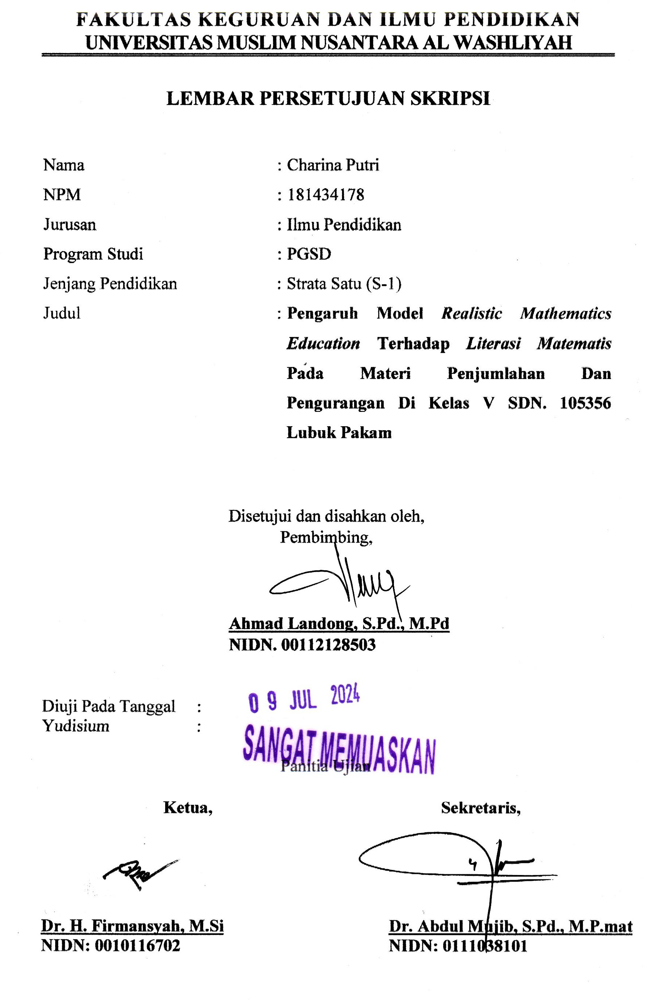 FAKULTAS KEGURUAN DAN ILMU PENDIDIKAN
UNIVERSITAS MUSLIM NUSANTARA AL WASHLIYAH
LEMBAR PERSETUJUAN SKRIPSI
Nama : Charina Putri
NPM : 181434178
Jurusan : Ilmu Pendidikan
Program Studi : PGSD
Jenjang Pendidikan : Strata Satu (S-1)
Judul : Pengaruh Model Realistic Mathematics
Education Terhadap Literasi Matematis
Pada Materi Penjumlahan Dan
Pengurangan Di Kelas V SDN. 105356
Lubuk Pakam
Disetujui dan disahkan oleh,
Pembimbing,
Ahmad Landong, S.Pd., M.Pd
NIDN. 00112128503
Diuji Pada Tanggal : 09 JUL 2024
Yudisium : SANGAT MEMUASKAN
Panitia Ujian
Ketua, Sekretaris,
Dr. H. Firmansyah, M.Si Dr. Abdul Mujib, S.Pd., M.P.mat
NIDN: 0010116702 NIDN: 0111038101